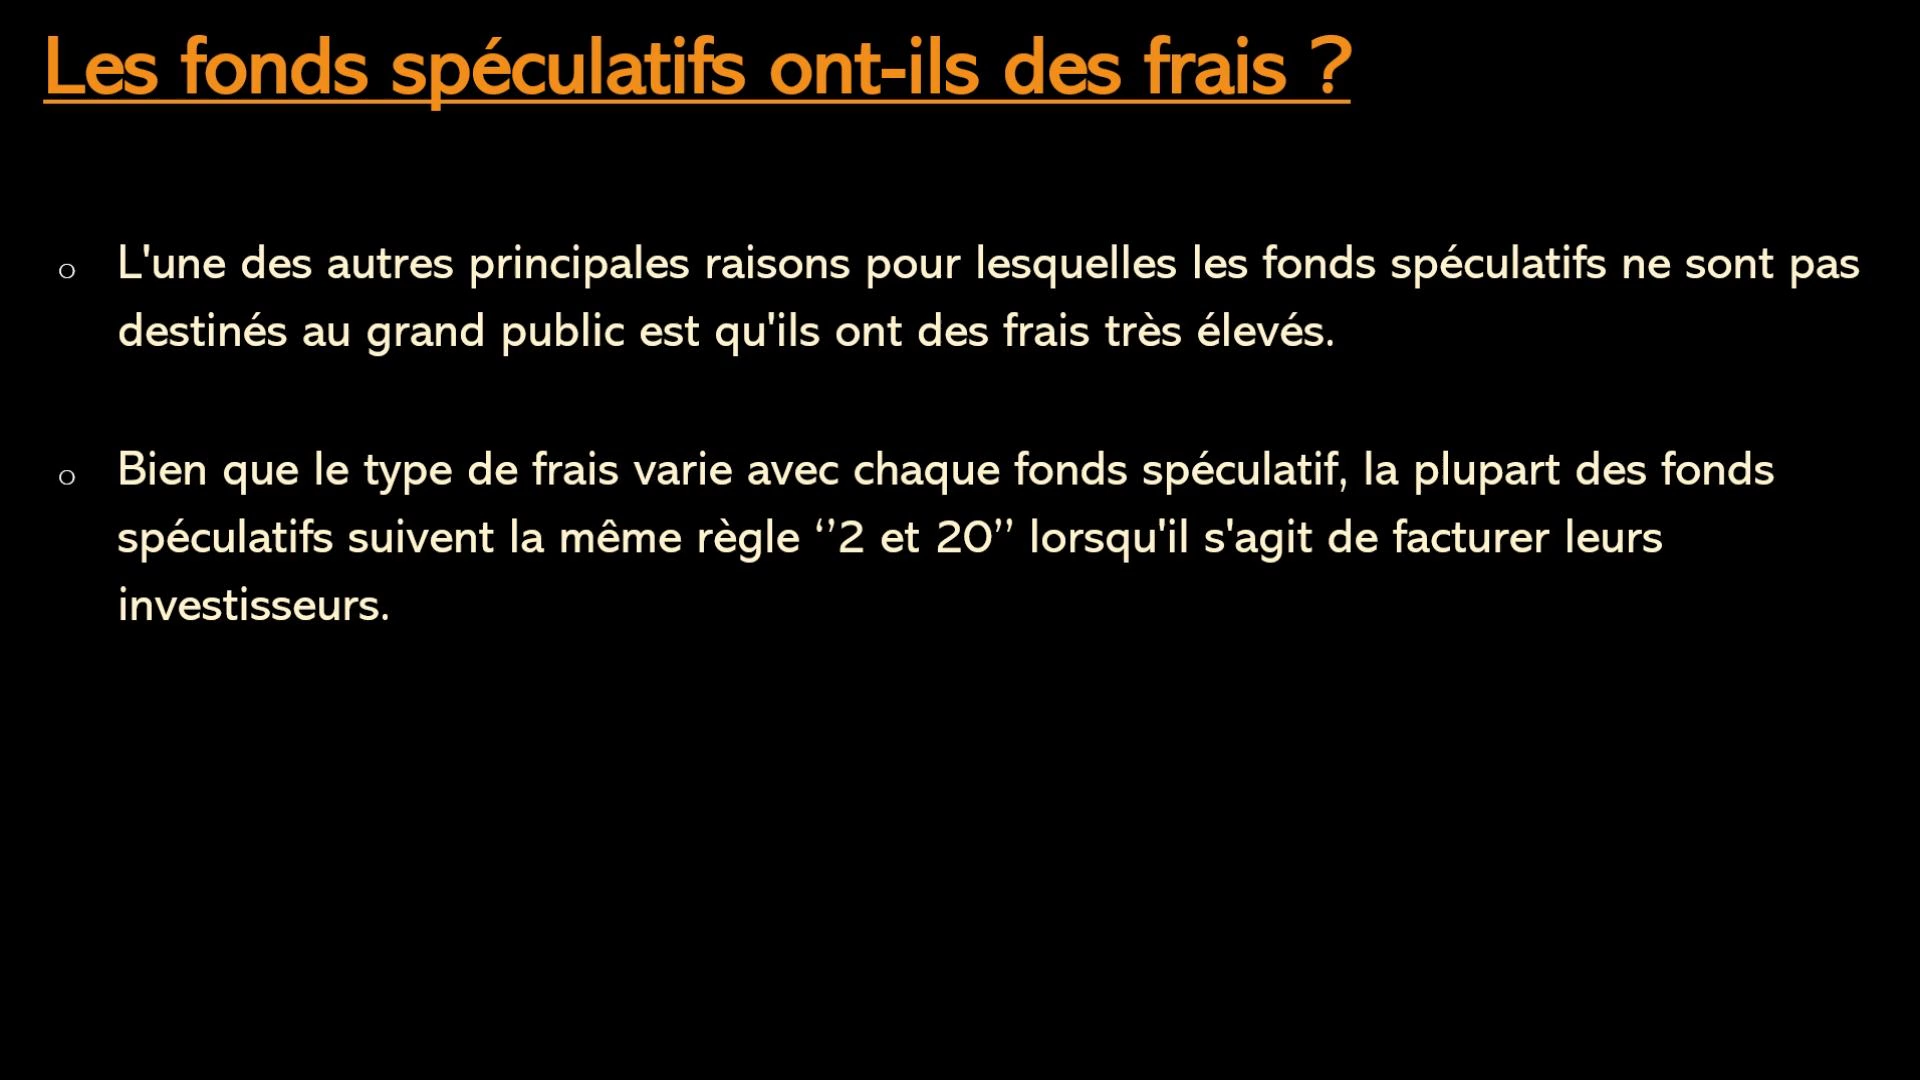 Les fonds spéculatifs ont-ils des frais ?
o L'une des autres principales raisons pour lesquelles les fonds spéculatifs ne sont pas
destinés au grand public est qu'ils ont des frais très élevés.
o Bien que le type de frais varie avec chaque fonds spéculatif, la plupart des fonds
spéculatifs suivent la même règle ‘’2 et 20’’ lorsqu'il s'agit de facturer leurs
investisseurs.